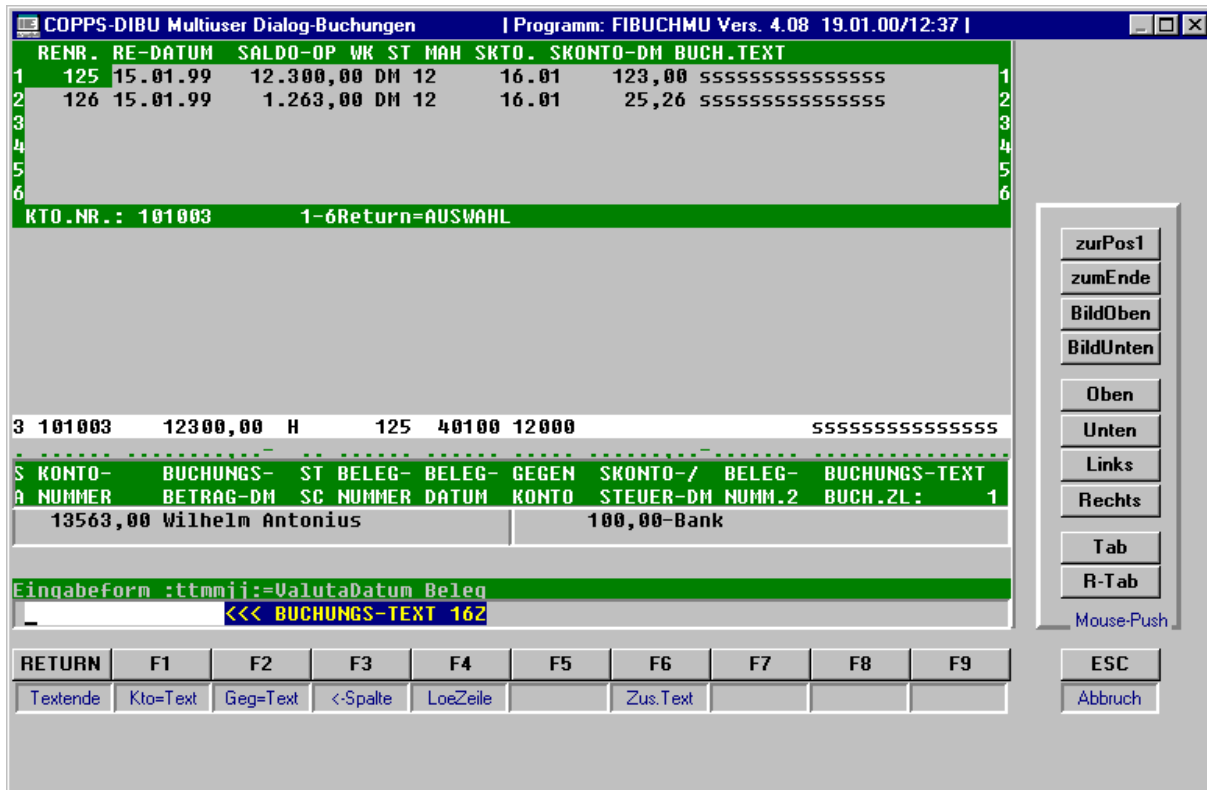 COPPS-DIBU Multiuser Dialog-Buchungen | Programm: FIBUCHMU Vers. 4.08 19.01.00/12:37 |
RENR. RE-DATUM SALDO-OP WK ST MAH SKTO. SKONTO-DM BUCH.TEXT
1 125 15.01.99 12.300,00 DM 12 16.01 123,00 sssssssssssssss 1
2 126 15.01.99 1.263,00 DM 12 16.01 25,26 sssssssssssssss 2
3 3
4 4
5 5
6 6
KTO.NR.: 101003 1-6Return=AUSWAHL
3 101003 12300,00 H 125 40100 12000 sssssssssssssss
S KONTO- BUCHUNGS- ST BELEG- BELEG- GEGEN SKONTO-/ BELEG- BUCHUNGS-TEXT
A NUMMER BETRAG-DM SC NUMMER DATUM KONTO STEUER-DM NUMM.2 BUCH.ZL: 1
13563,00 Wilhelm Antonius 100,00-Bank
Eingabeform :ttmmjj:=ValutaDatum Beleg
<<< BUCHUNGS-TEXT 16Z
zurPos1
zumEnde
BildOben
BildUnten
Oben
Unten
Links
Rechts
Tab
R-Tab
Mouse-Push
RETURN F1 F2 F3 F4 F5 F6 F7 F8 F9 ESC
Textende Kto=Text Geg=Text <-Spalte LoeZeile Zus.Text Abbruch